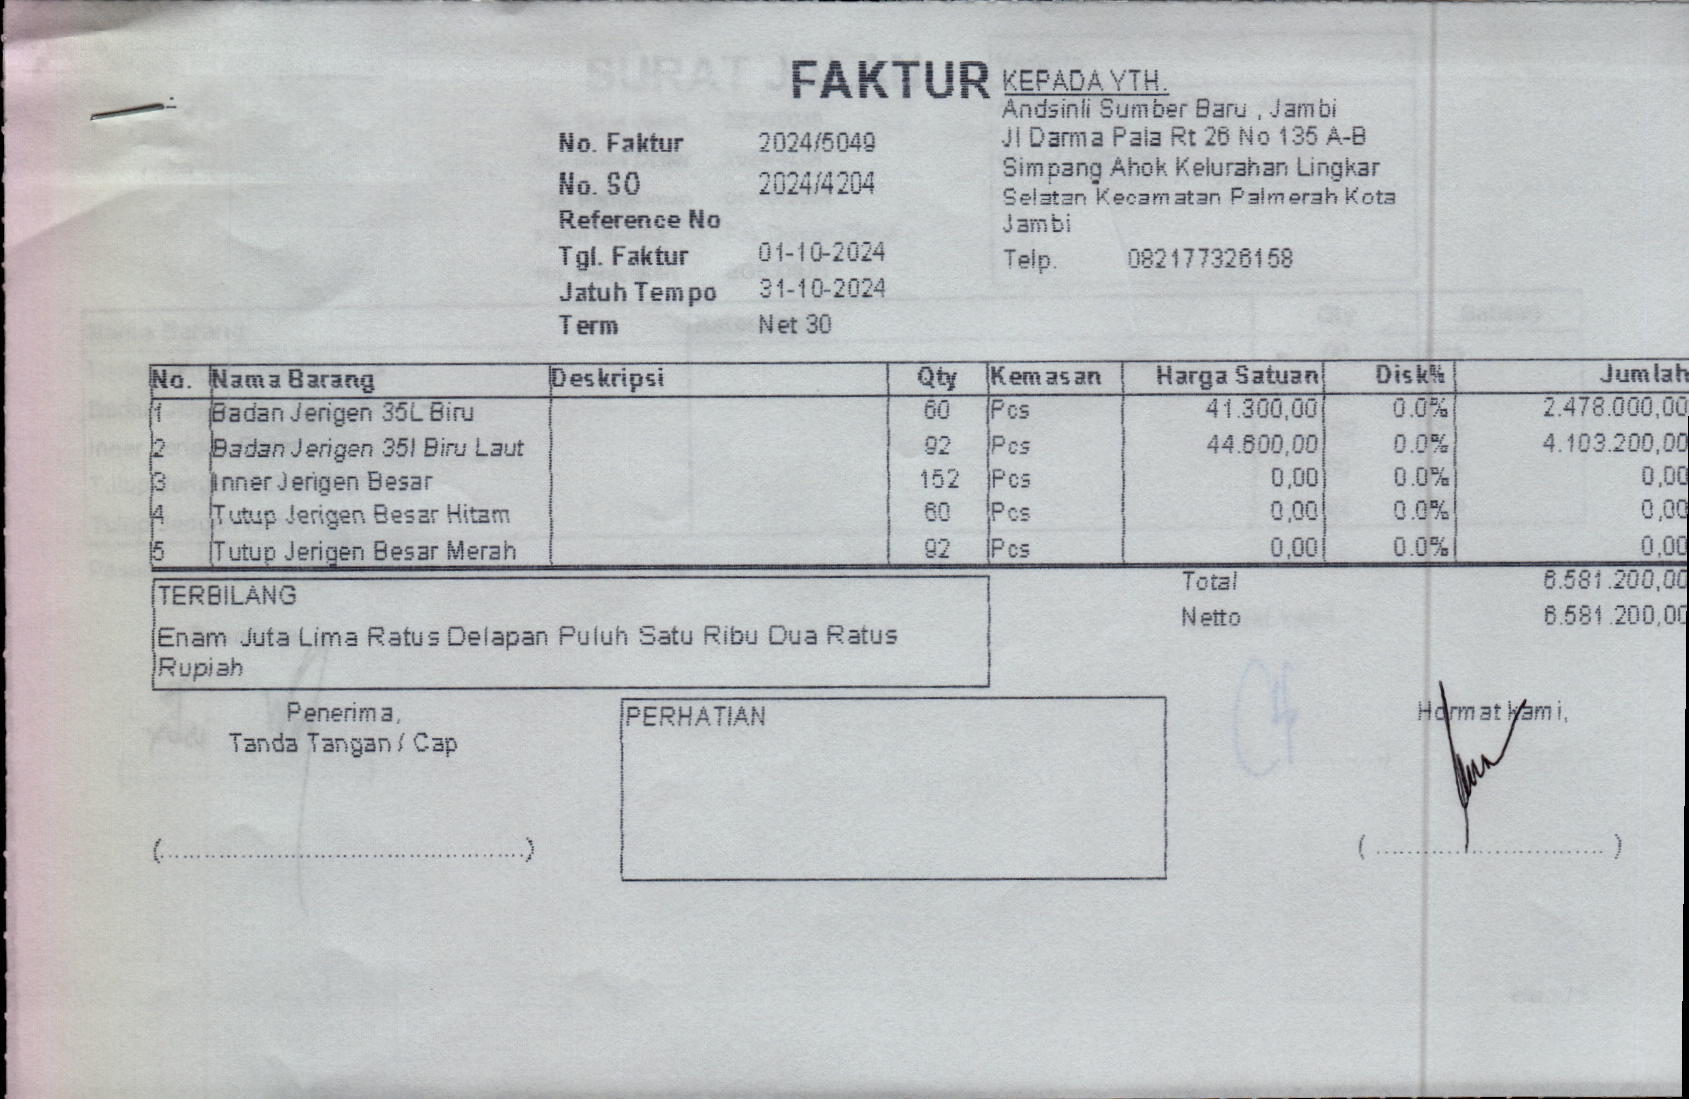 FAKTUR
No. Faktur 2024/5049
No. SO 2024/4204
Reference No
Tgl. Faktur 01-10-2024
Jatuh Tempo 31-10-2024
Term Net 30
KEPADA YTH.
Andsinli Sumber Baru , Jambi
Jl Darma Pala Rt 26 No 135 A-B
Simpang Ahok Kelurahan Lingkar
Selatan Kecamatan Palmerah Kota
Jambi
Telp. 082177326158
No. Nama Barang Deskripsi Qty Kemasan Harga Satuan Disk% Jumlah
1 Badan Jerigen 35L Biru 60 Pcs 41.300,00 0.0% 2.478.000,00
2 Badan Jerigen 35l Biru Laut 92 Pcs 44.600,00 0.0% 4.103.200,00
3 Inner Jerigen Besar 152 Pcs 0,00 0.0% 0,00
4 Tutup Jerigen Besar Hitam 60 Pcs 0,00 0.0% 0,00
5 Tutup Jerigen Besar Merah 92 Pcs 0,00 0.0% 0,00
Total 6.581.200,00
Netto 6.581.200,00
TERBILANG
Enam Juta Lima Ratus Delapan Puluh Satu Ribu Dua Ratus
Rupiah
Penerima,
Tanda Tangan / Cap
(..........................................)
PERHATIAN
Hormat kami,
( .......................... )